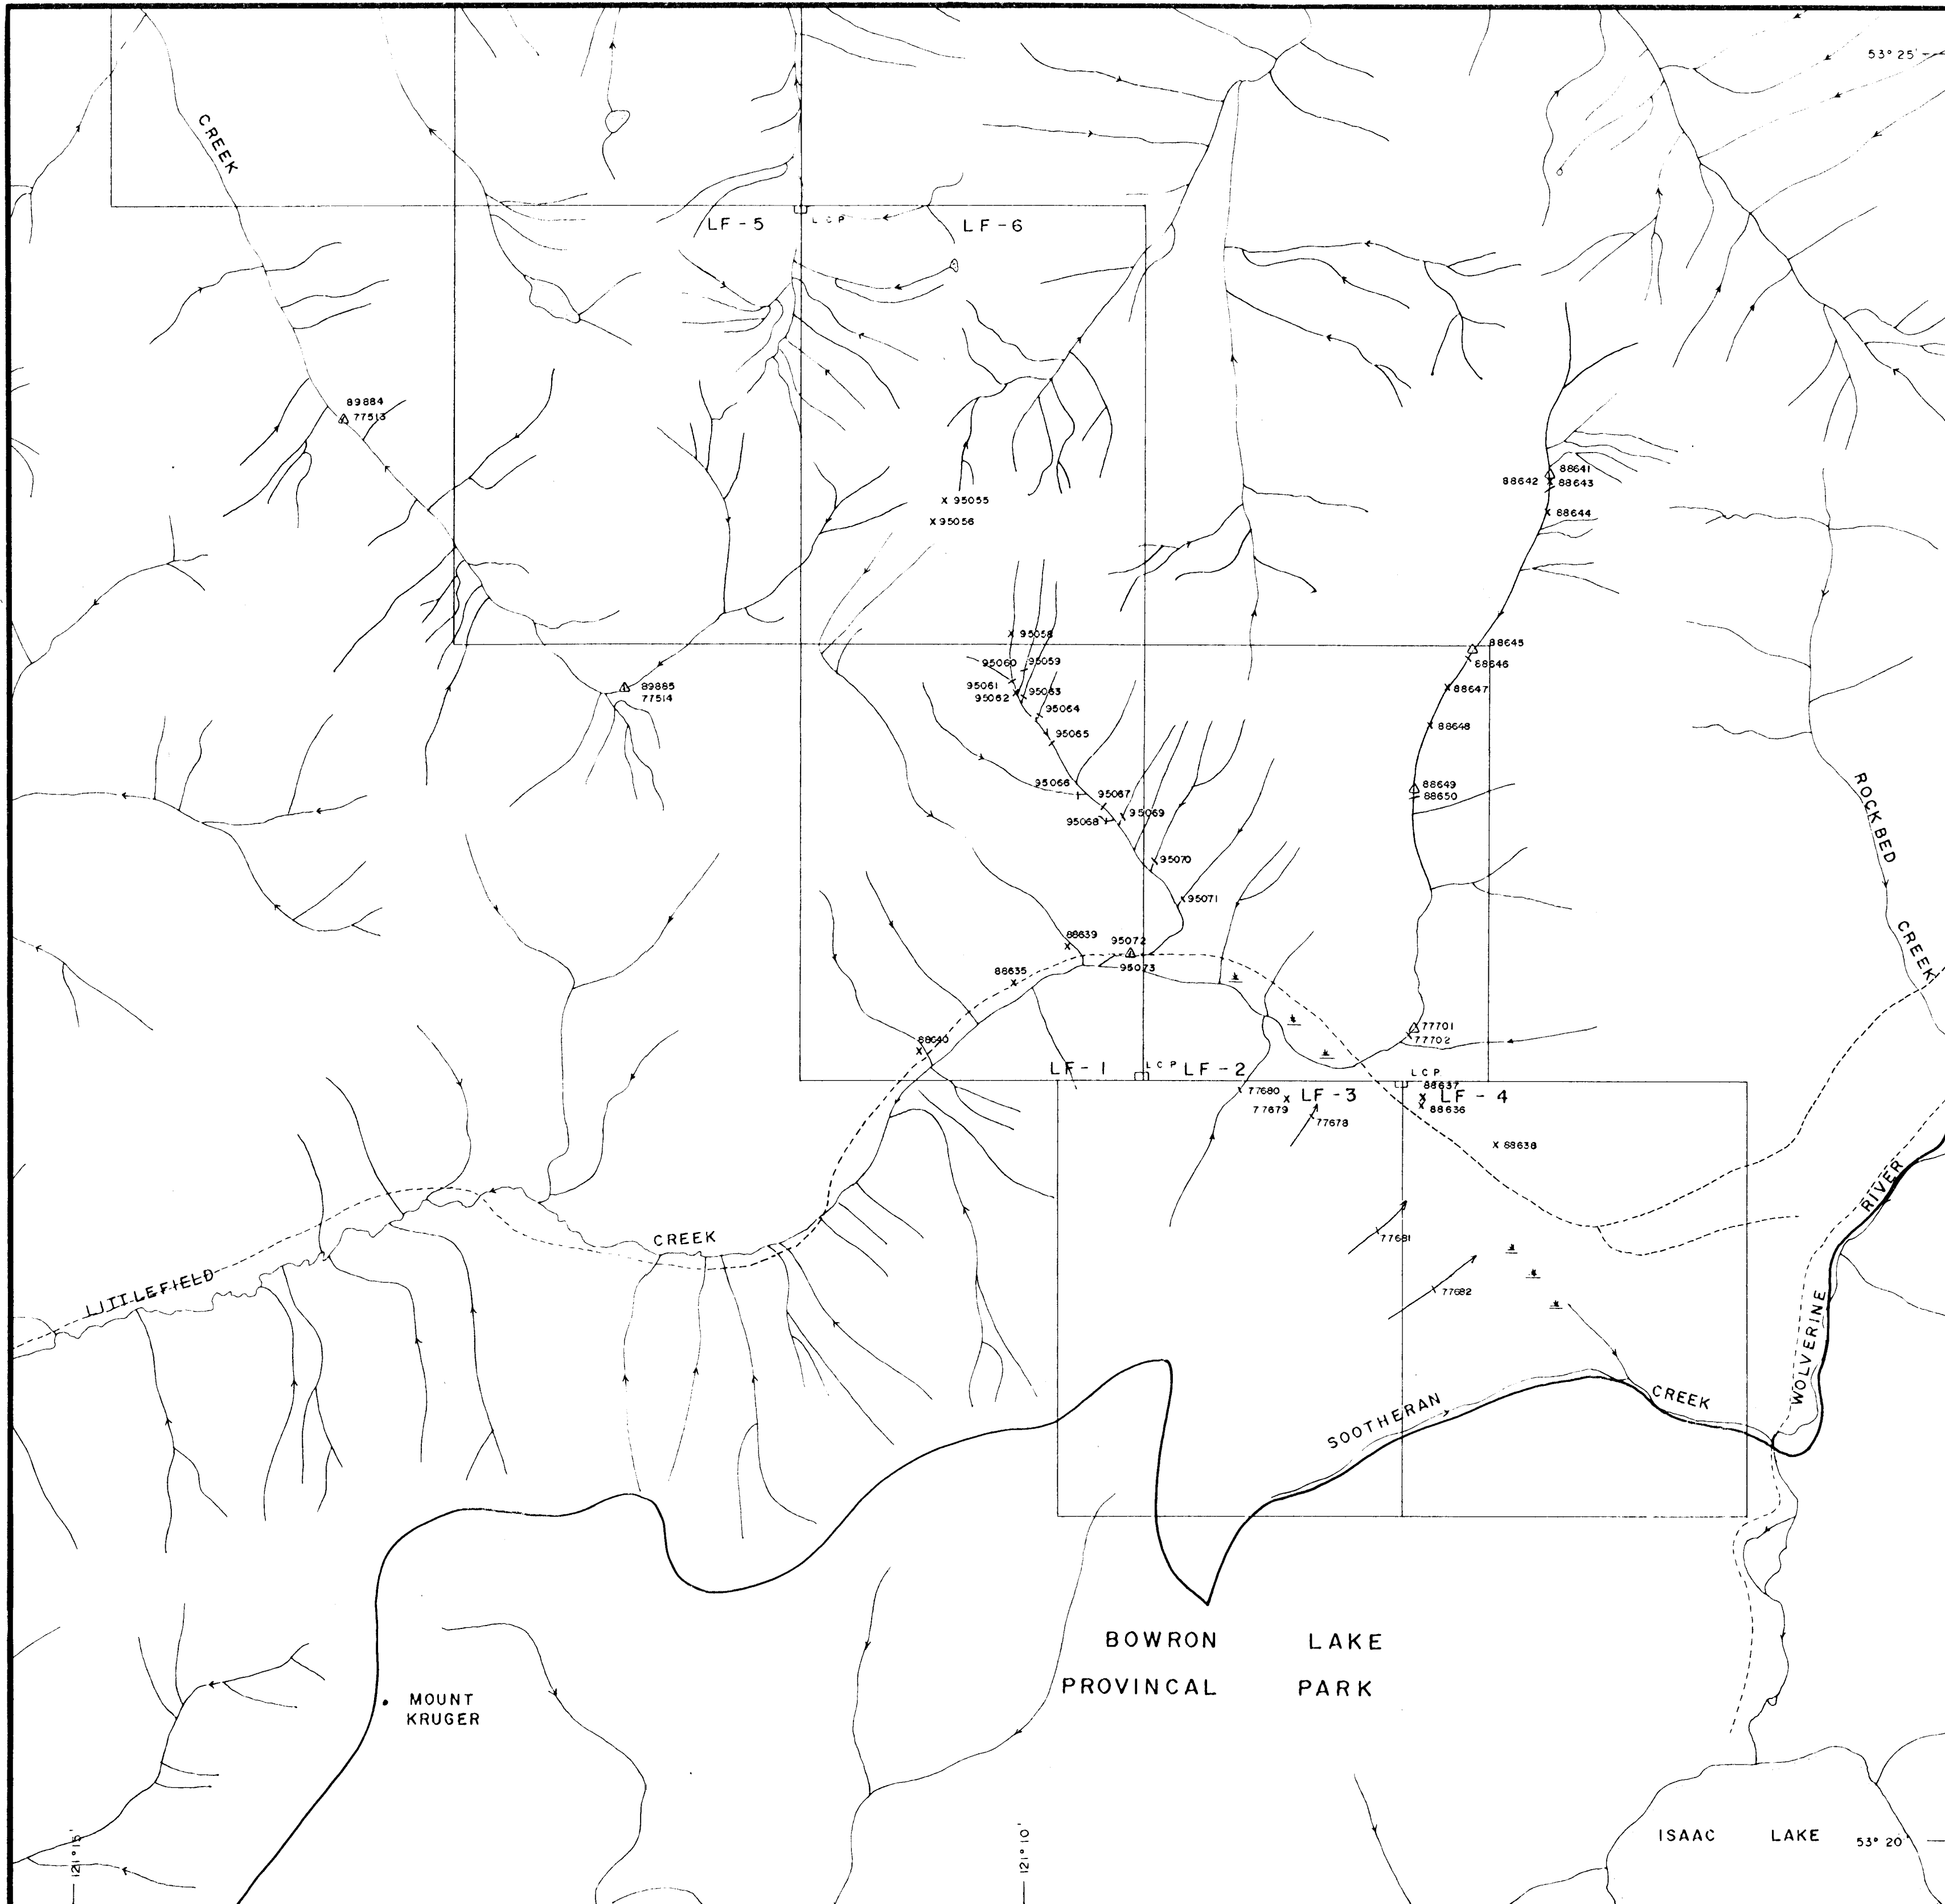 53° 25'
CREEK
LF - 5
LCP
LF - 6
89884
77513
95055
95056
88641
88642
88643
88644
95058
95059
95060
95061
95062
95063
95064
95065
88645
88646
88647
88648
89885
77514
95066
95067
95068
95069
88649
88650
ROCKBED
CREEK
95070
95071
88639
95072
95073
88635
88640
77701
77702
LF - 1
LCP
LF - 2
LCP
88637
77680
77679
LF - 3
LF - 4
88636
77678
88638
RIVER
WOLVERINE
77681
77682
CREEK
LITTLEFIELD
SOOTHERAN
CREEK
BOWRON LAKE
PROVINCAL PARK
MOUNT
KRUGER
ISAAC LAKE
53° 20'
121° 15'
121° 10'